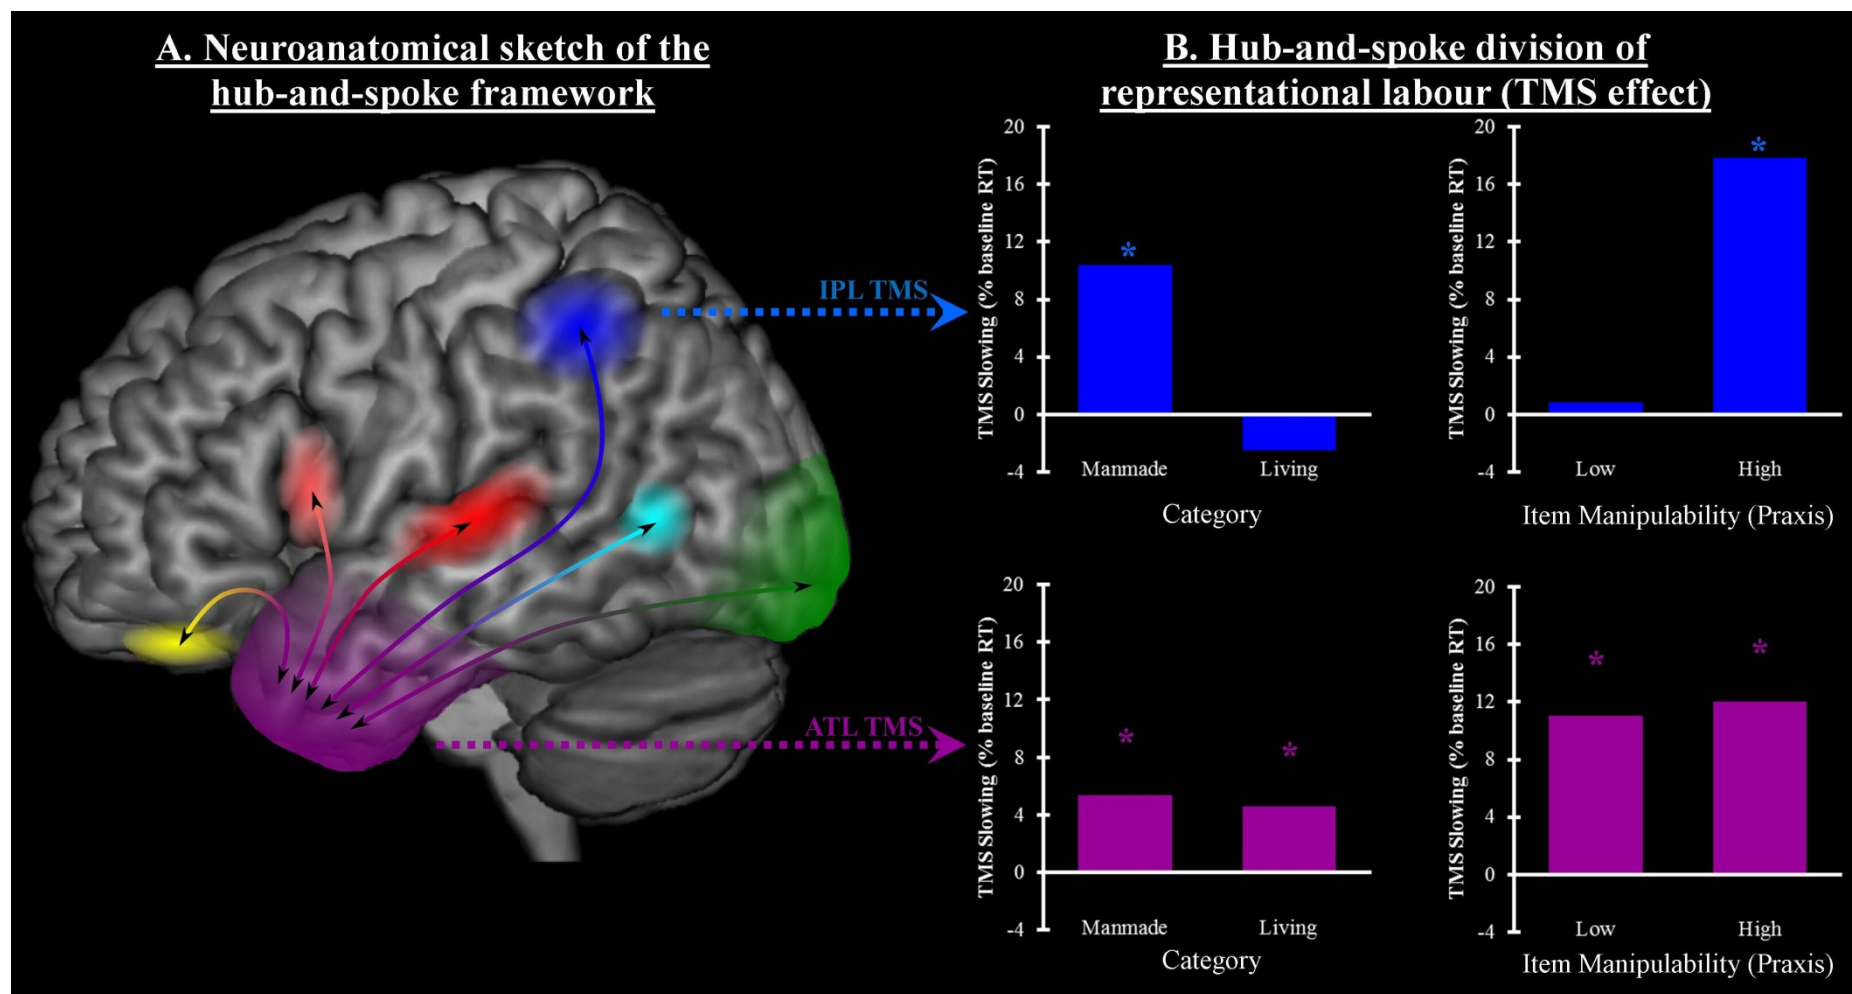 A. Neuroanatomical sketch of the
hub-and-spoke framework
IPL TMS
ATL TMS
B. Hub-and-spoke division of
representational labour (TMS effect)
TMS Slowing (% baseline RT)
20
16
12
8
4
0
-4
*
Manmade Living
Category
TMS Slowing (% baseline RT)
20
16
12
8
4
0
-4
*
Low High
Item Manipulability (Praxis)
TMS Slowing (% baseline RT)
20
16
12
8
4
0
-4
* *
Manmade Living
Category
TMS Slowing (% baseline RT)
20
16
12
8
4
0
-4
* *
Low High
Item Manipulability (Praxis)